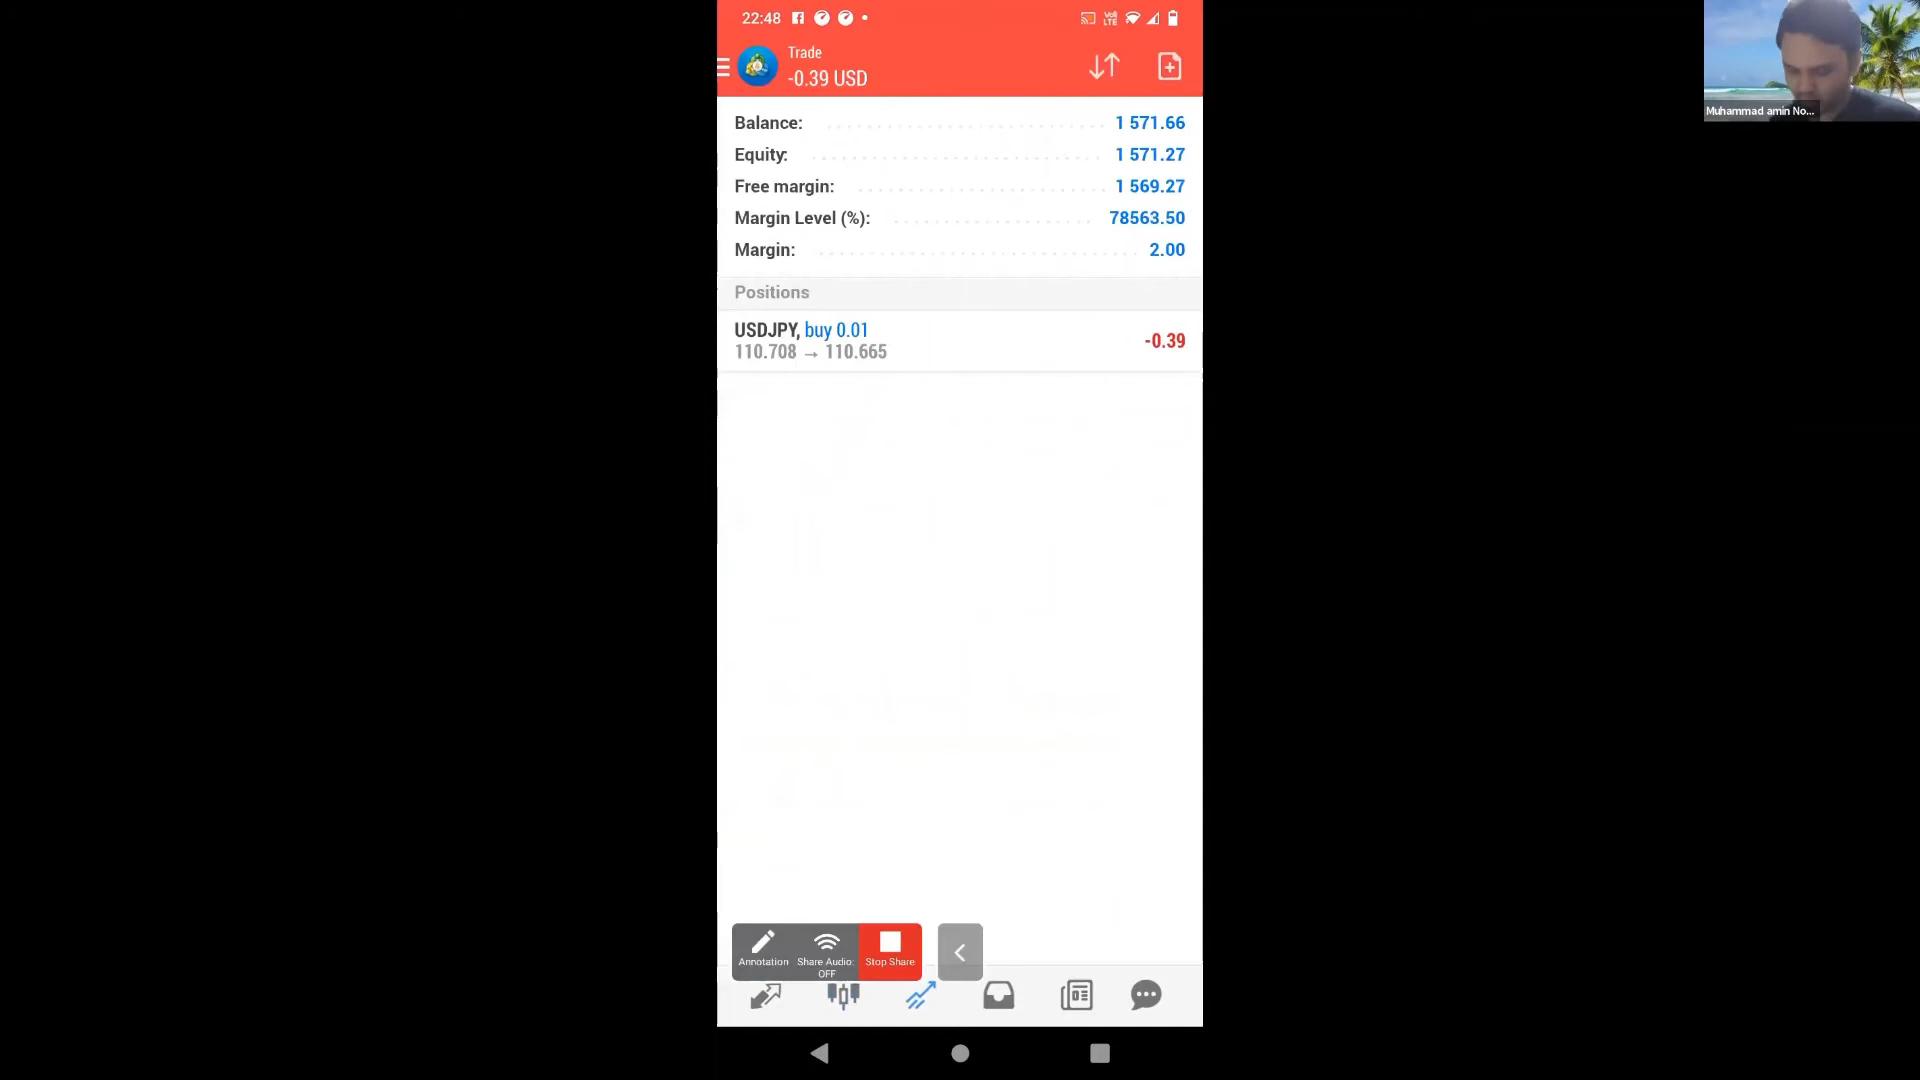 22:48
Vo))
LTE
Trade
-0.39 USD
Muhammad amin No...
Balance: 1 571.66
Equity: 1 571.27
Free margin: 1 569.27
Margin Level (%): 78563.50
Margin: 2.00
Positions
USDJPY, buy 0.01
110.708 → 110.665
-0.39
Annotation
Share Audio:
OFF
Stop Share